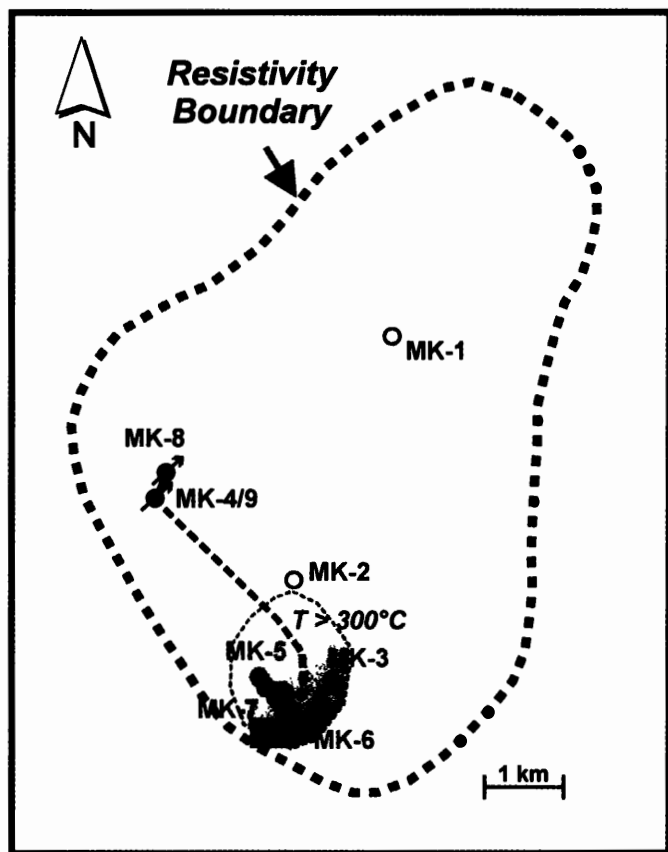 Resistivity
Boundary
N
MK-1
MK-8
MK-4/9
MK-2
T > 300°C
MK-5
MK-3
MK-7
MK-6
1 km